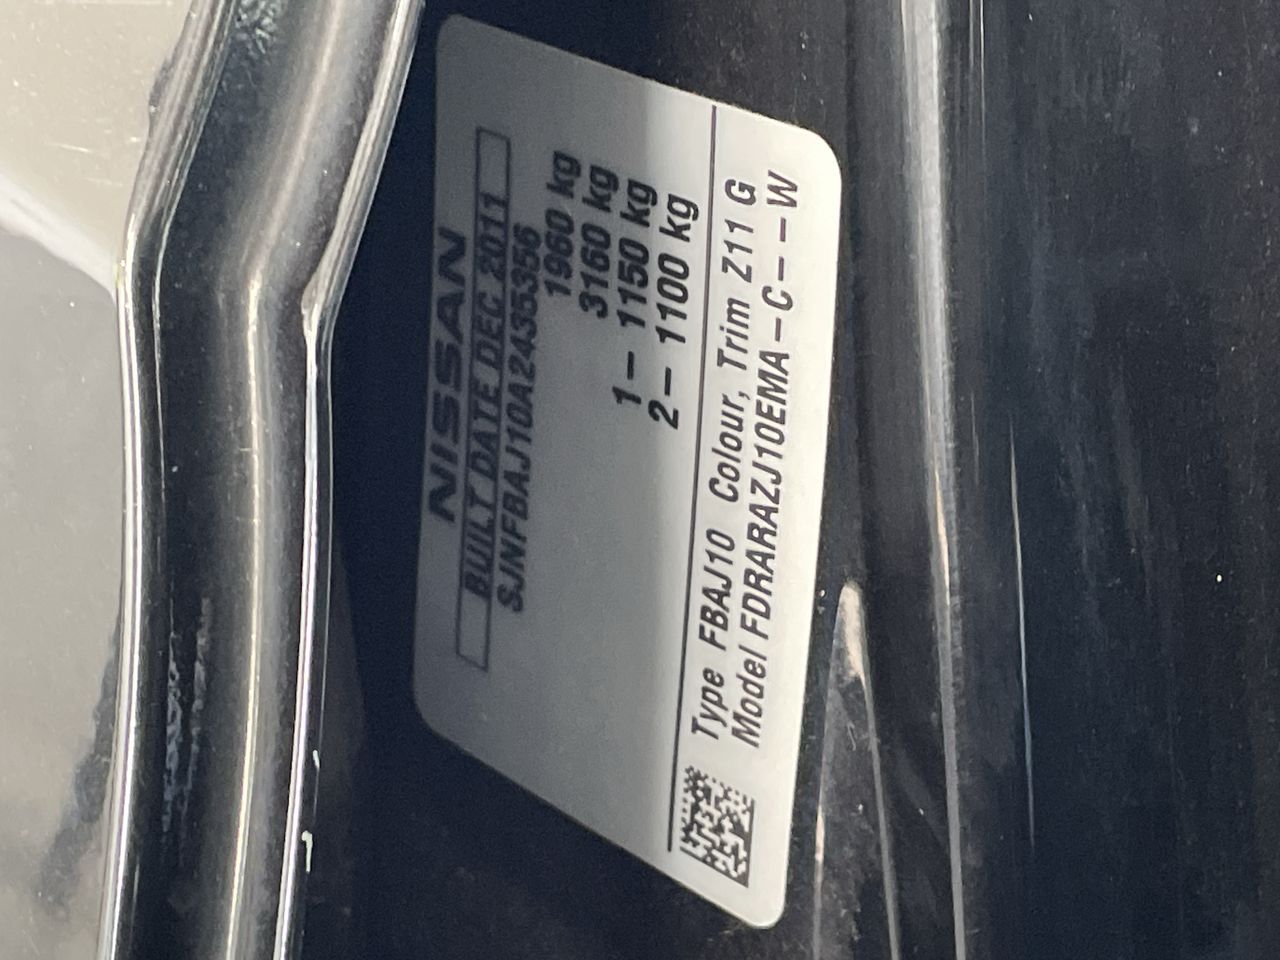 NISSAN
BUILT DATE DEC 2011
SJNFBAJ10A2435356
1960 kg
3160 kg
1– 1150 kg
2– 1100 kg
Type FBAJ10 Colour, Trim Z11 G
Model FDRARAZJ10EMA–C– –W